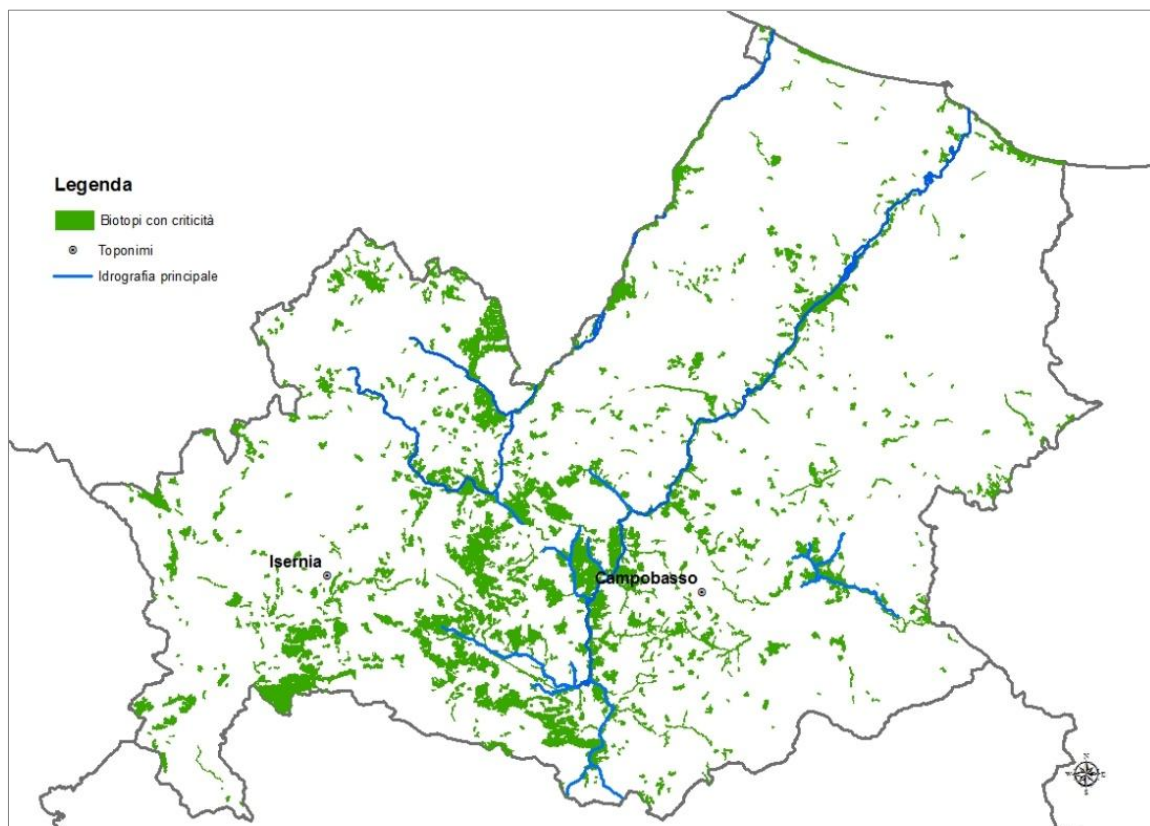 Legenda
Biotopi con criticità
Toponimi
Idrografia principale
Isernia
Campobasso